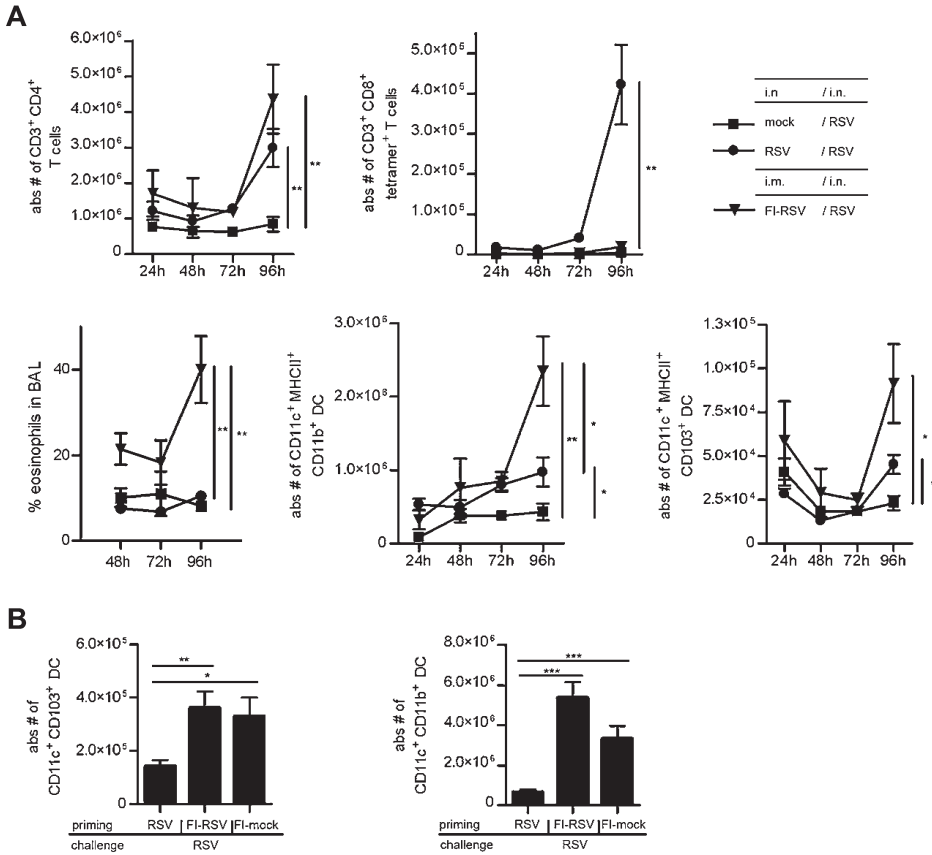 A
abs # of CD3⁺ CD4⁺
T cells
6.0×10⁶
5.0×10⁶
4.0×10⁶
3.0×10⁶
2.0×10⁶
1.0×10⁶
0
24h 48h 72h 96h
** **
abs # of CD3⁺ CD8⁺
tetramer⁺ T cells
5.0×10⁵
3.0×10⁵
1.0×10⁵
0
24h 48h 72h 96h
**
i.n / i.n.
mock / RSV
RSV / RSV
i.m. / i.n.
FI-RSV / RSV
% eosinophils in BAL
40
20
0
48h 72h 96h
** **
abs # of CD11c⁺ MHCII⁺
CD11b⁺ DC
3.0×10⁶
2.0×10⁶
1.0×10⁶
0
24h 48h 72h 96h
** * *
abs # of CD11c⁺ MHCII⁺
CD103⁺ DC
1.3×10⁵
1.0×10⁵
7.5×10⁴
5.0×10⁴
2.5×10⁴
0
24h 48h 72h 96h
*
B
abs # of
CD11c⁺ CD103⁺ DC
6.0×10⁵
4.0×10⁵
2.0×10⁵
0
**
*
priming RSV FI-RSV FI-mock
challenge RSV
abs # of
CD11c⁺ CD11b⁺ DC
8.0×10⁶
6.0×10⁶
4.0×10⁶
2.0×10⁶
0
***
***
priming RSV FI-RSV FI-mock
challenge RSV